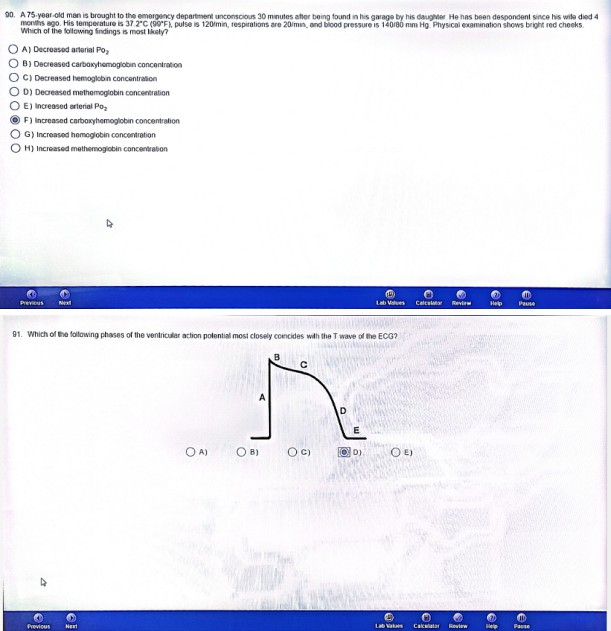 90. A 75-year-old man is brought to the emergency department unconscious 30 minutes after being found in his garage by his daughter. He has been despondent since his wife died 4
months ago. His temperature is 37.2°C (99°F), pulse is 120/min, respirations are 20/min, and blood pressure is 140/80 mm Hg. Physical examination shows bright red cheeks.
Which of the following findings is most likely?
A) Decreased arterial Po2
B) Decreased carboxyhemoglobin concentration
C) Decreased hemoglobin concentration
D) Decreased methemoglobin concentration
E) Increased arterial Po2
F) Increased carboxyhemoglobin concentration
G) Increased hemoglobin concentration
H) Increased methemoglobin concentration
Previous Next Lab Values Calculator Review Help Pause
91. Which of the following phases of the ventricular action potential most closely coincides with the T wave of the ECG?
B
C
A
D
E
A) B) C) D) E)
Previous Next Lab Values Calculator Review Help Pause